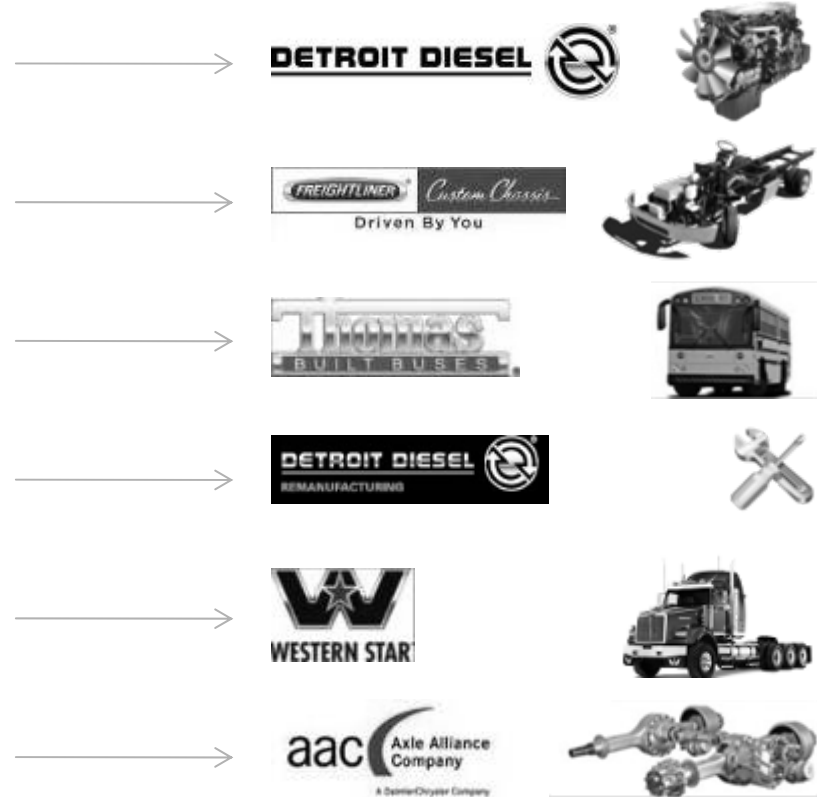 DETROIT DIESEL
FREIGHTLINER Custom Chassis
Driven By You
Thomas
BUILT BUSES
DETROIT DIESEL
REMANUFACTURING
WESTERN STAR
aac Axle Alliance
Company
A DaimlerChrysler Company